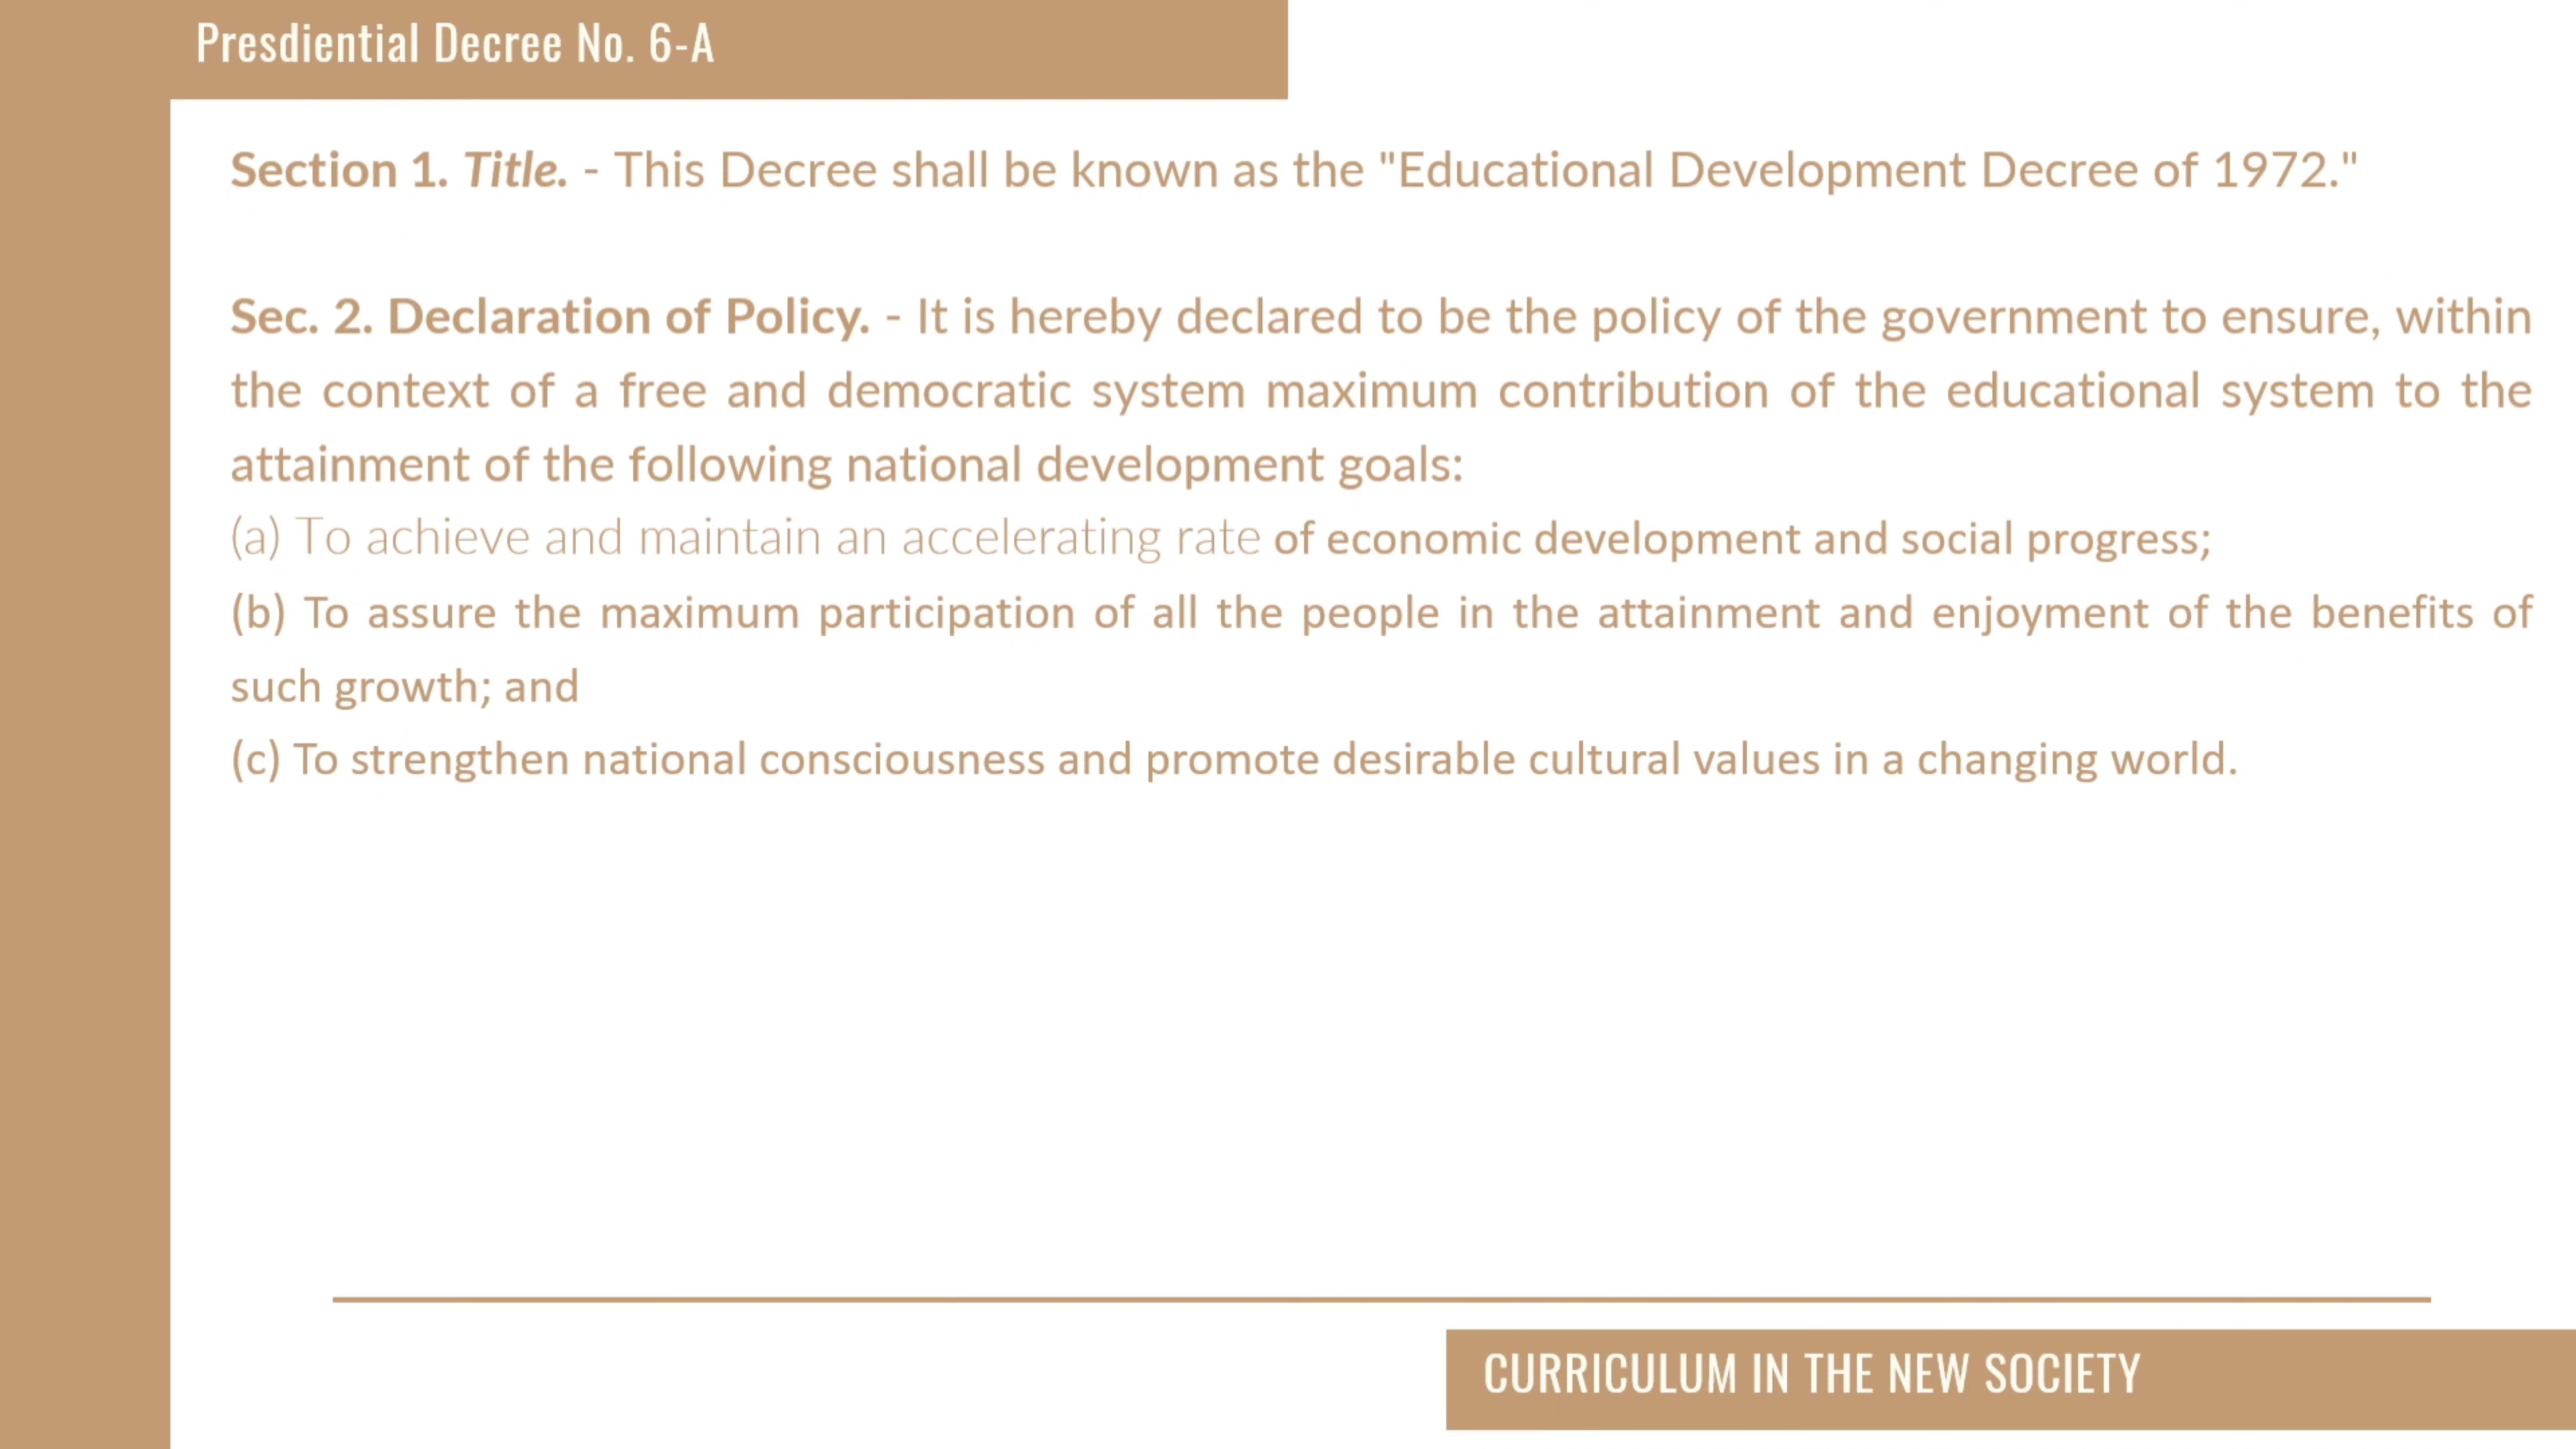 Presdiential Decree No. 6-A
Section 1. Title. - This Decree shall be known as the "Educational Development Decree of 1972."
Sec. 2. Declaration of Policy. - It is hereby declared to be the policy of the government to ensure, within
the context of a free and democratic system maximum contribution of the educational system to the
attainment of the following national development goals:
(a) To achieve and maintain an accelerating rate of economic development and social progress;
(b) To assure the maximum participation of all the people in the attainment and enjoyment of the benefits of
such growth; and
(c) To strengthen national consciousness and promote desirable cultural values in a changing world.
CURRICULUM IN THE NEW SOCIETY